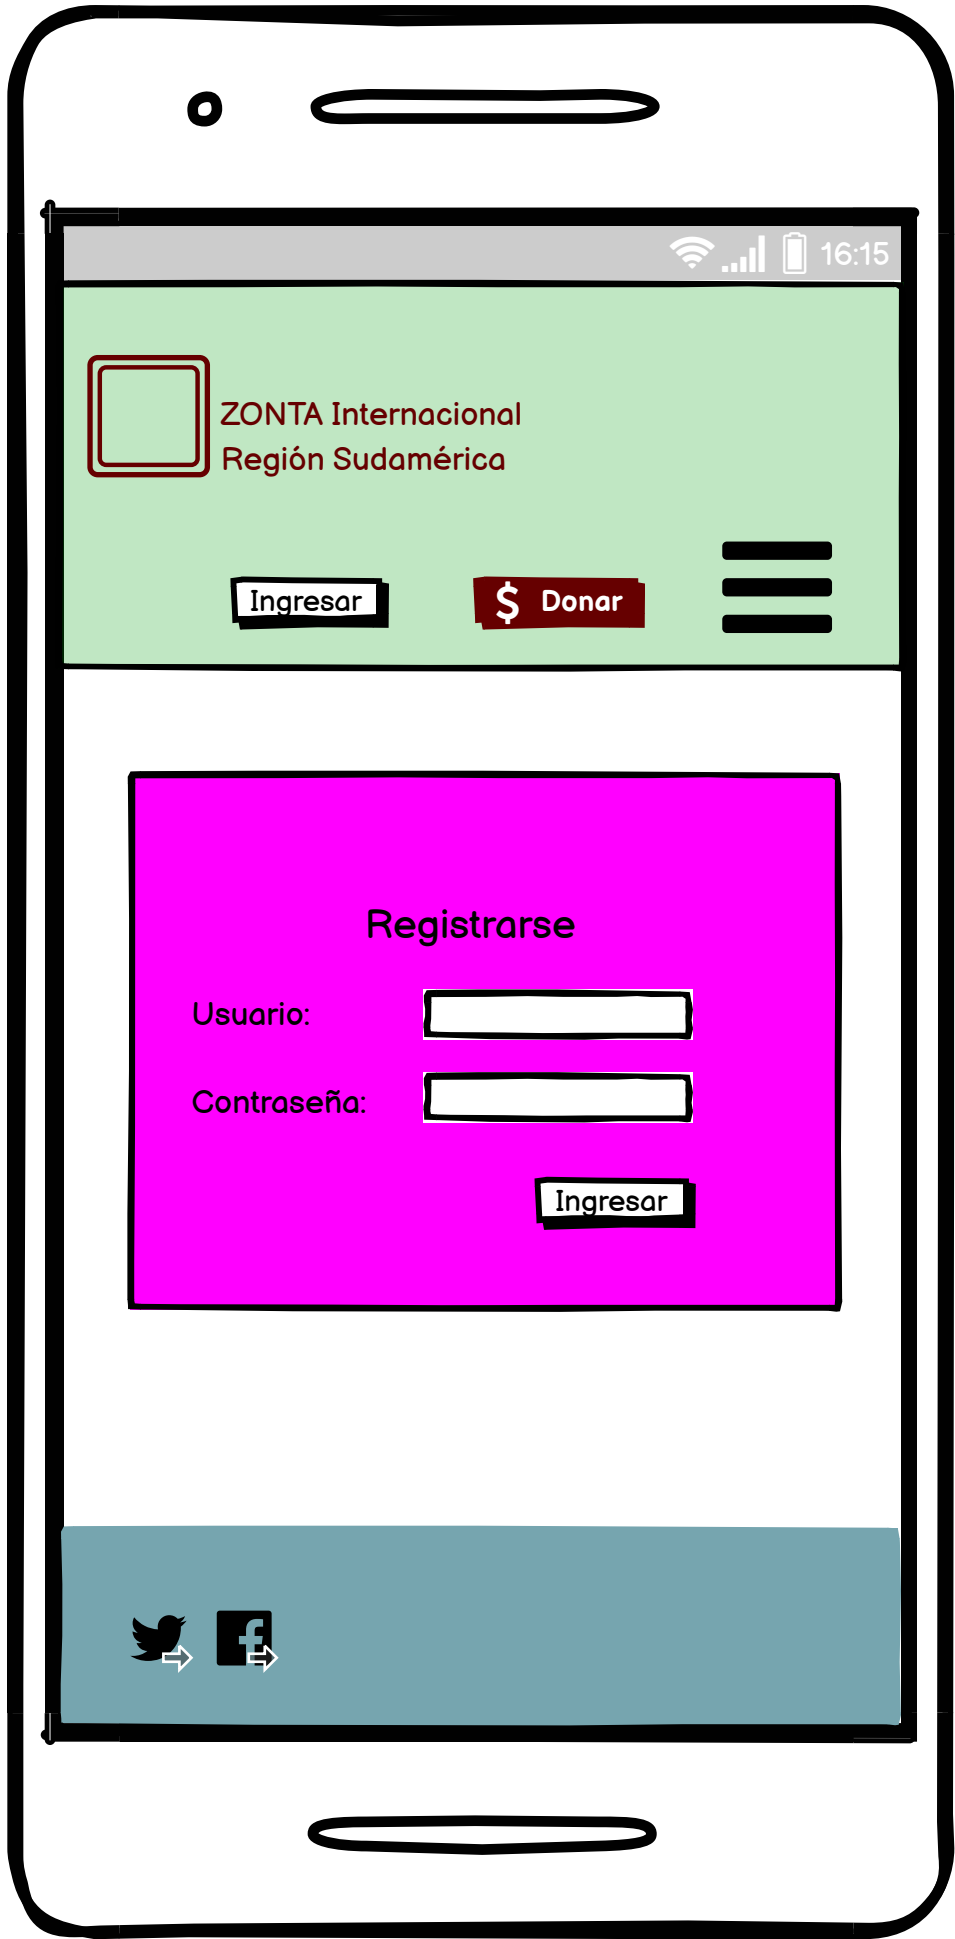 16:15
ZONTA Internacional
Región Sudamérica
Ingresar
$ Donar
Registrarse
Usuario:
Contraseña:
Ingresar